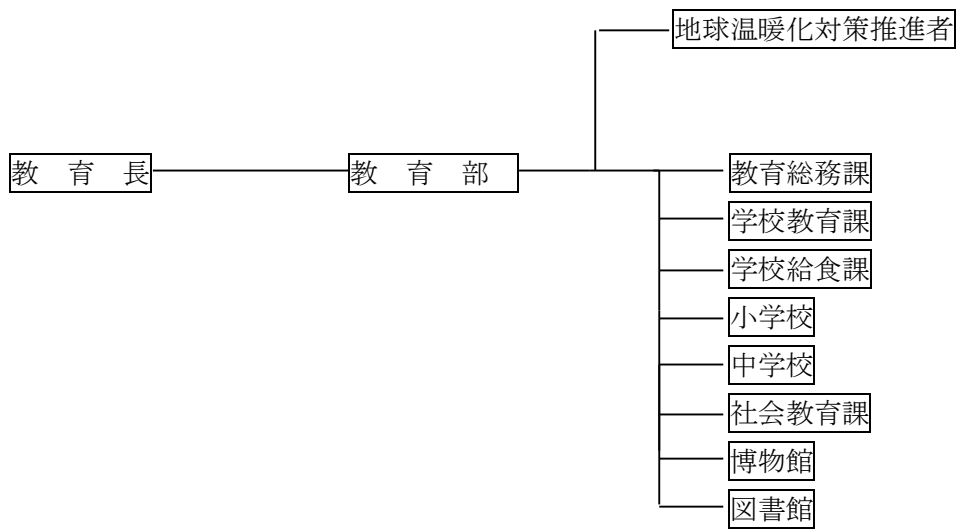 地球温暖化対策推進者
教　育　長
教　育　部
教育総務課
学校教育課
学校給食課
小学校
中学校
社会教育課
博物館
図書館